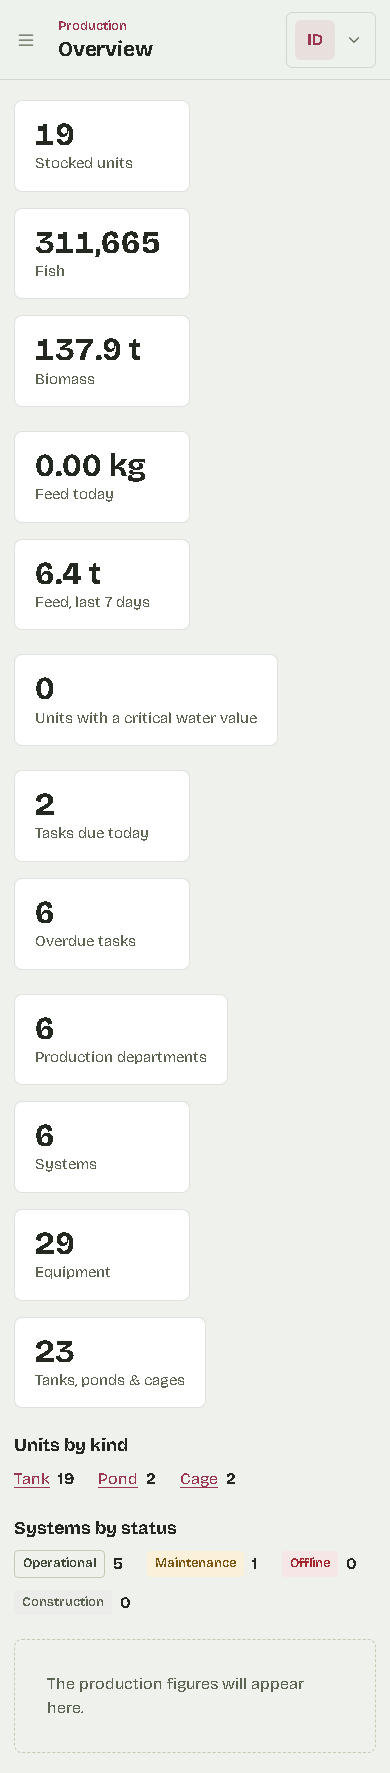 Production
Overview
ID
19
Stocked units
311,665
Fish
137.9 t
Biomass
0.00 kg
Feed today
6.4 t
Feed, last 7 days
0
Units with a critical water value
2
Tasks due today
6
Overdue tasks
6
Production departments
6
Systems
29
Equipment
23
Tanks, ponds & cages
Units by kind
Tank 19 Pond 2 Cage 2
Systems by status
Operational 5 Maintenance 1 Offline 0
Construction 0
The production figures will appear
here.